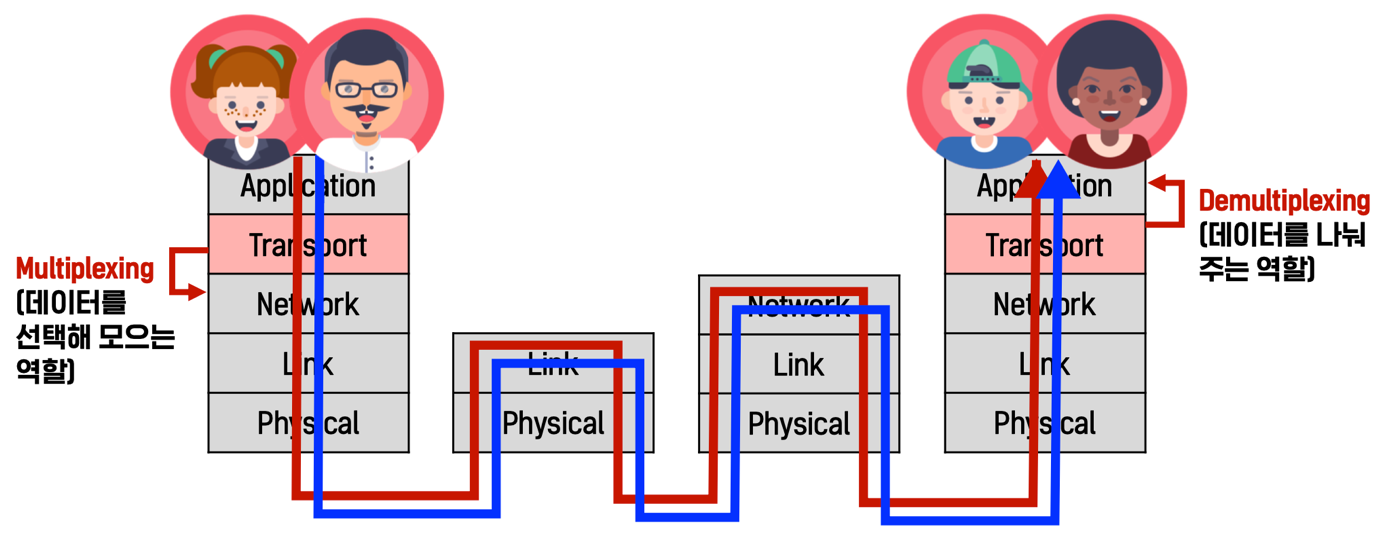 Application
Transport
Network
Link
Physical
Multiplexing
(데이터를
선택해 모으는
역할)
Link
Physical
Network
Link
Physical
Application
Transport
Network
Link
Physical
Demultiplexing
(데이터를 나눠
주는 역할)